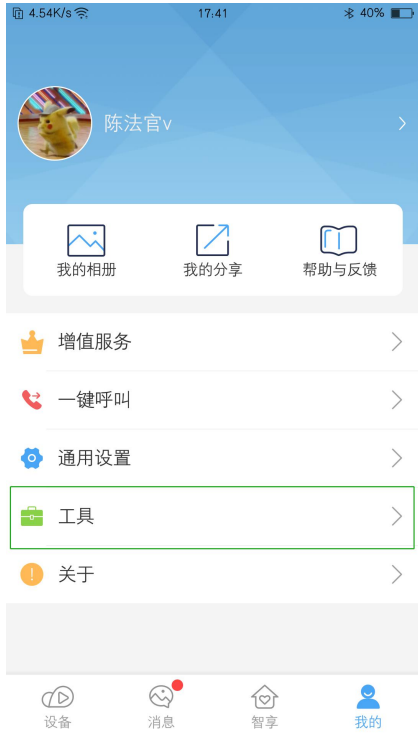 4.54K/s 17:41 40%
陈法官v
我的相册 我的分享 帮助与反馈
增值服务
一键呼叫
通用设置
工具
关于
设备 消息 智享 我的